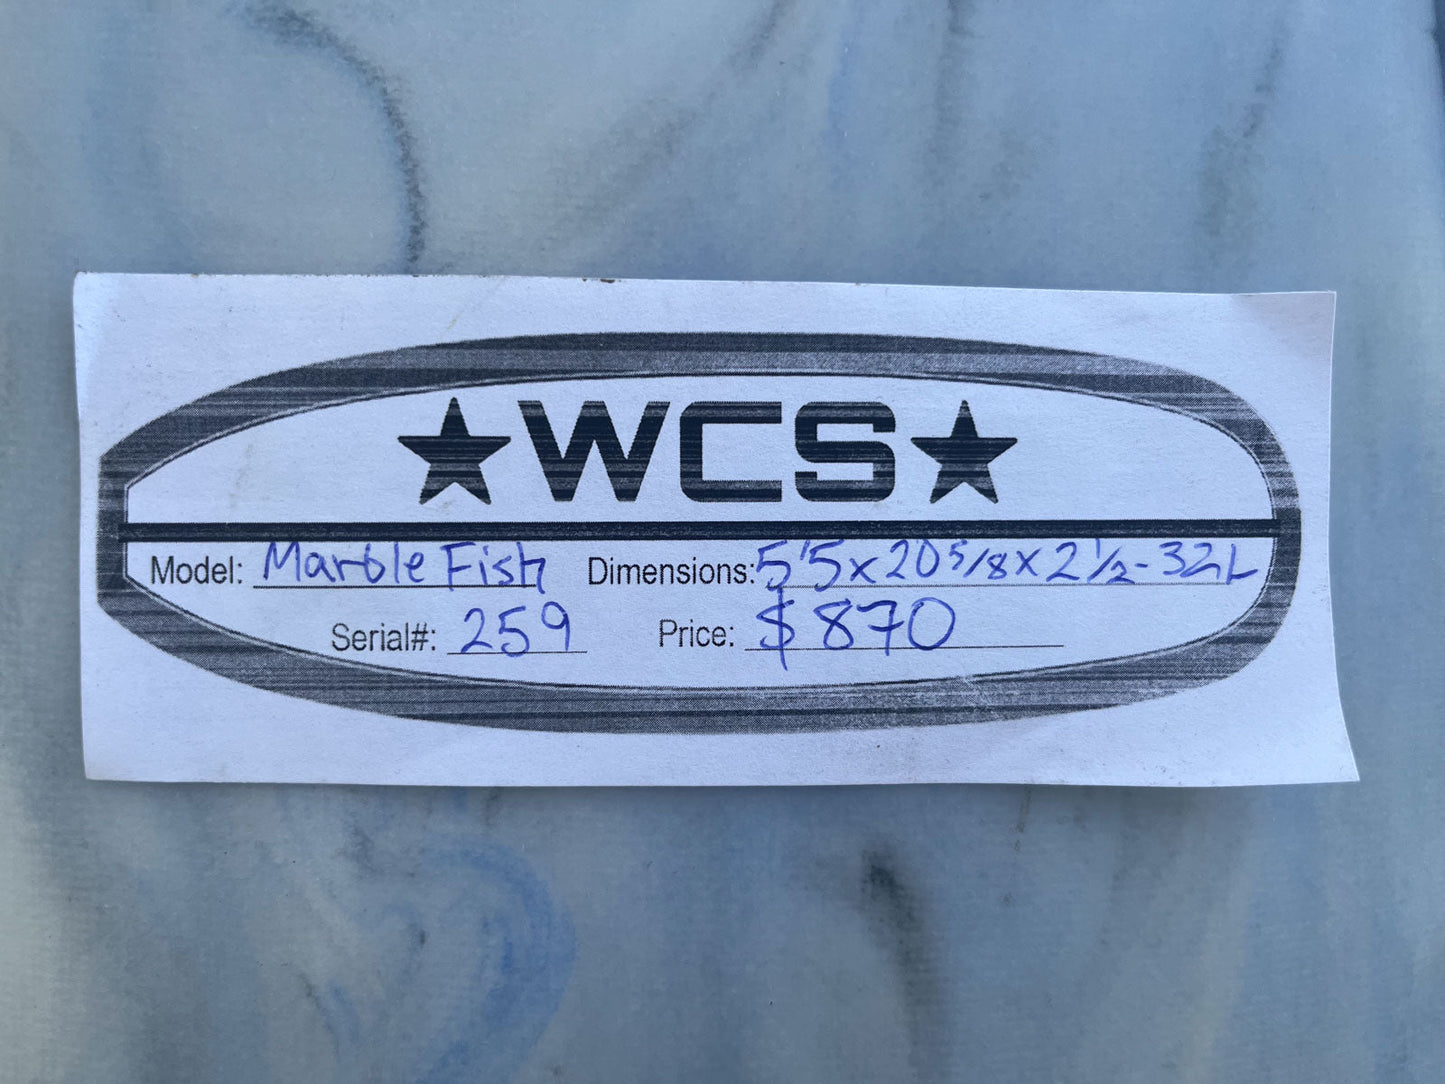 ★WCS★
Model: Marble Fish Dimensions: 5'5 x 20 5/8 x 2 1/2 - 32L
Serial#: 259 Price: $870